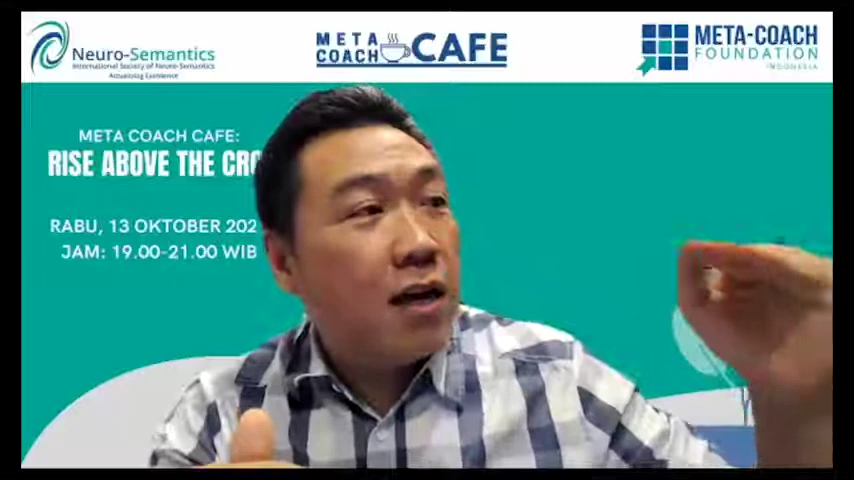 Neuro-Semantics
International Society of Neuro-Semantics
Actualizing Excellence
META
COACH CAFE
META-COACH
FOUNDATION
INDONESIA
META COACH CAFE:
RISE ABOVE THE CRO
RABU, 13 OKTOBER 202
JAM: 19.00-21.00 WIB